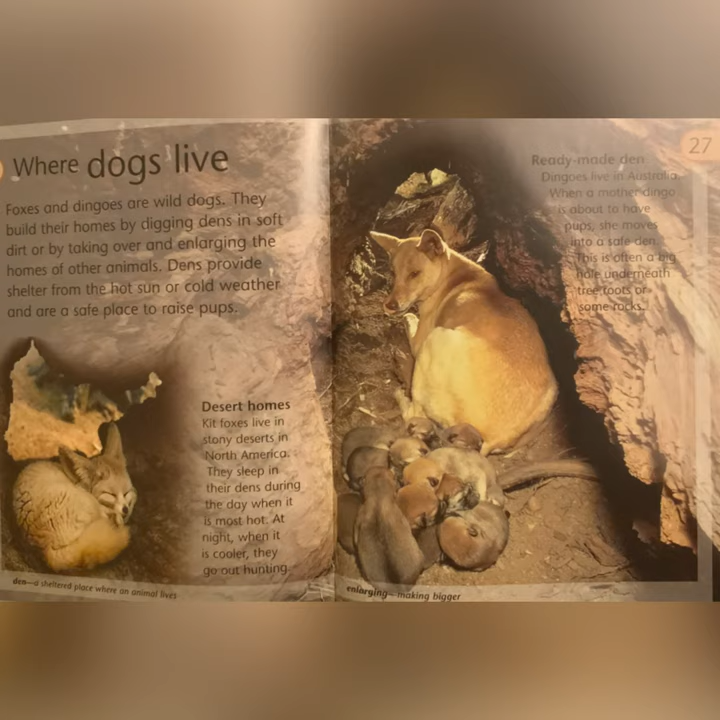 Where dogs live
Foxes and dingoes are wild dogs. They
build their homes by digging dens in soft
dirt or by taking over and enlarging the
homes of other animals. Dens provide
shelter from the hot sun or cold weather
and are a safe place to raise pups.
Desert homes
Kit foxes live in
stony deserts in
North America.
They sleep in
their dens during
the day when it
is most hot. At
night, when it
is cooler, they
go out hunting.
den—a sheltered place where an animal lives
27
Ready-made den
Dingoes live in Australia.
When a mother dingo
is about to have
pups, she moves
into a safe den.
This is often a big
hole underneath
tree roots or
some rocks.
enlarging—making bigger